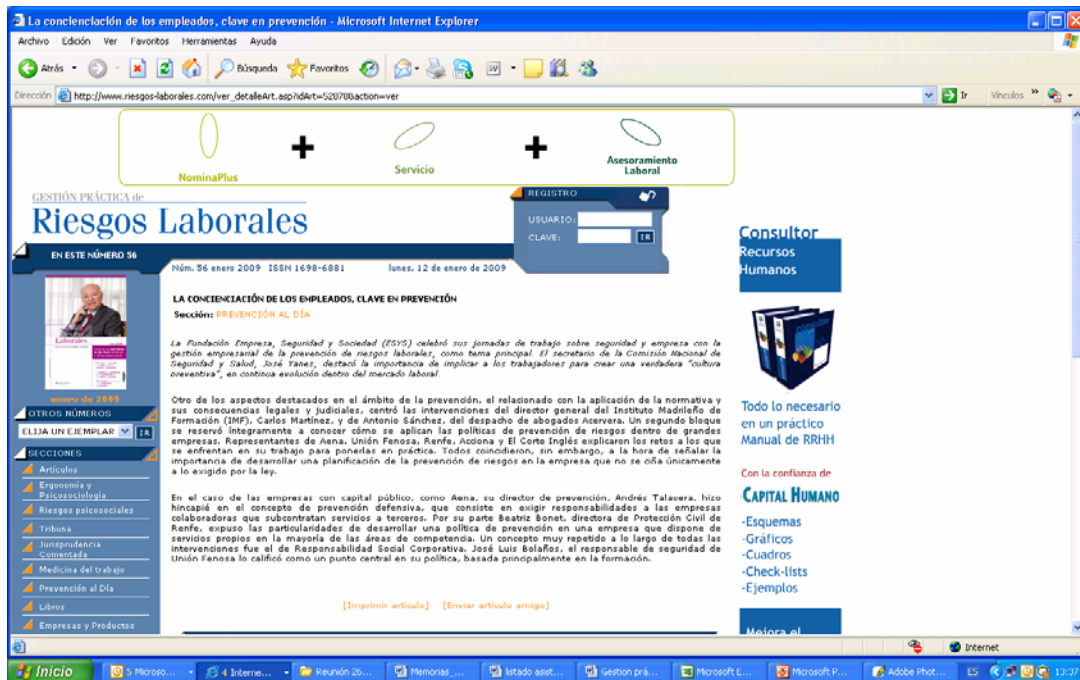 La concienciación de los empleados, clave en prevención - Microsoft Internet Explorer
Archivo Edición Ver Favoritos Herramientas Ayuda
Atrás Búsqueda Favoritos
Dirección http://www.riesgos-laborales.com/ver_detalleArt.asp?idArt=52878&action=ver Ir Vínculos »
NominaPlus + Servicio + Asesoramiento
Laboral
GESTIÓN PRÁCTICA de
Riesgos Laborales
REGISTRO
USUARIO:
CLAVE: IR
EN ESTE NÚMERO 56
Núm. 56 enero 2009 ISSN 1698-6881 lunes, 12 de enero de 2009
LA CONCIENCIACIÓN DE LOS EMPLEADOS, CLAVE EN PREVENCIÓN
Sección: PREVENCIÓN AL DÍA
La Fundación Empresa, Seguridad y Sociedad (ESYS) celebró sus jornadas de trabajo sobre seguridad y empresa con la
gestión empresarial de la prevención de riesgos laborales, como tema principal. El secretario de la Comisión Nacional de
Seguridad y Salud, José Tanes, destacó la importancia de implicar a los trabajadores para crear una verdadera "cultura
preventiva", en continua evolución dentro del mercado laboral.
Otro de los aspectos destacados en el ámbito de la prevención, el relacionado con la aplicación de la normativa y
sus consecuencias legales y judiciales, centró las intervenciones del director general del Instituto Madrileño de
Formación (IMF), Carlos Martínez, y de Antonio Sánchez, del despacho de abogados Acervera. Un segundo bloque
se reservó íntegramente a conocer cómo se aplican las políticas de prevención de riesgos dentro de grandes
empresas. Representantes de Aena, Unión Fenosa, Renfe, Acciona y El Corte Inglés explicaron los retos a los que
se enfrentan en su trabajo para ponerlas en práctica. Todos coincidieron, sin embargo, a la hora de señalar la
importancia de desarrollar una planificación de la prevención de riesgos en la empresa que no se ciña únicamente
a lo exigido por la ley.
En el caso de las empresas con capital público, como Aena, su director de prevención, Andrés Talavera, hizo
hincapié en el concepto de prevención defensiva, que consiste en exigir responsabilidades a las empresas
colaboradoras que subcontratan servicios a terceros. Por su parte Beatriz Bonet, directora de Protección Civil de
Renfe, expuso las particularidades de desarrollar una política de prevención en una empresa que dispone de
servicios propios en la mayoría de las áreas de competencia. Un concepto muy repetido a lo largo de todas las
intervenciones fue el de Responsabilidad Social Corporativa. José Luis Bolaños, el responsable de seguridad de
Unión Fenosa lo calificó como un punto central en su política, basada principalmente en la formación.
[Imprimir artículo] [Enviar artículo amigo]
Laborales
enero de 2009
OTROS NÚMEROS
ELIJA UN EJEMPLAR IR
SECCIONES
Artículos
Ergonomía y
Psicosociología
Riesgos psicosociales
Tribuna
Jurisprudencia
Comentada
Medicina del trabajo
Prevención al Día
Libros
Empresas y Productos
Consultor
Recursos
Humanos
Todo lo necesario
en un práctico
Manual de RRHH
Con la confianza de
CAPITAL HUMANO
-Esquemas
-Gráficos
-Cuadros
-Check-lists
-Ejemplos
Mejora el
Internet
Inicio 5 Microso... 4 Interne... Reunión 26... Memorias_... listado asist... Gestion prá... Microsoft E... Microsoft P... Adobe Phot... ES 13:37